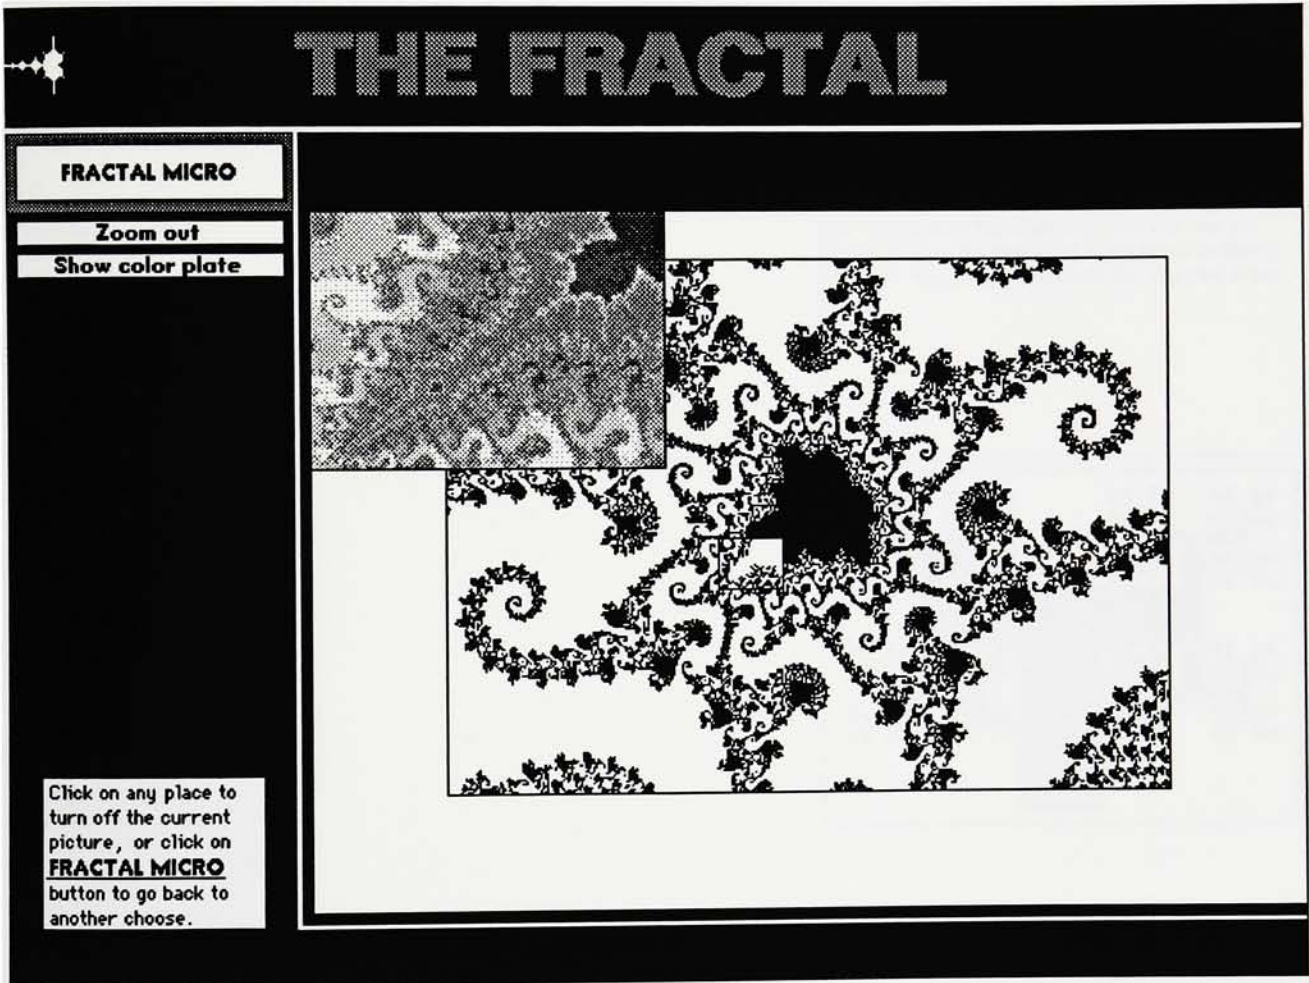 THE FRACTAL
FRACTAL MICRO
Zoom out
Show color plate
Click on any place to
turn off the current
picture, or click on
FRACTAL MICRO
button to go back to
another choose.